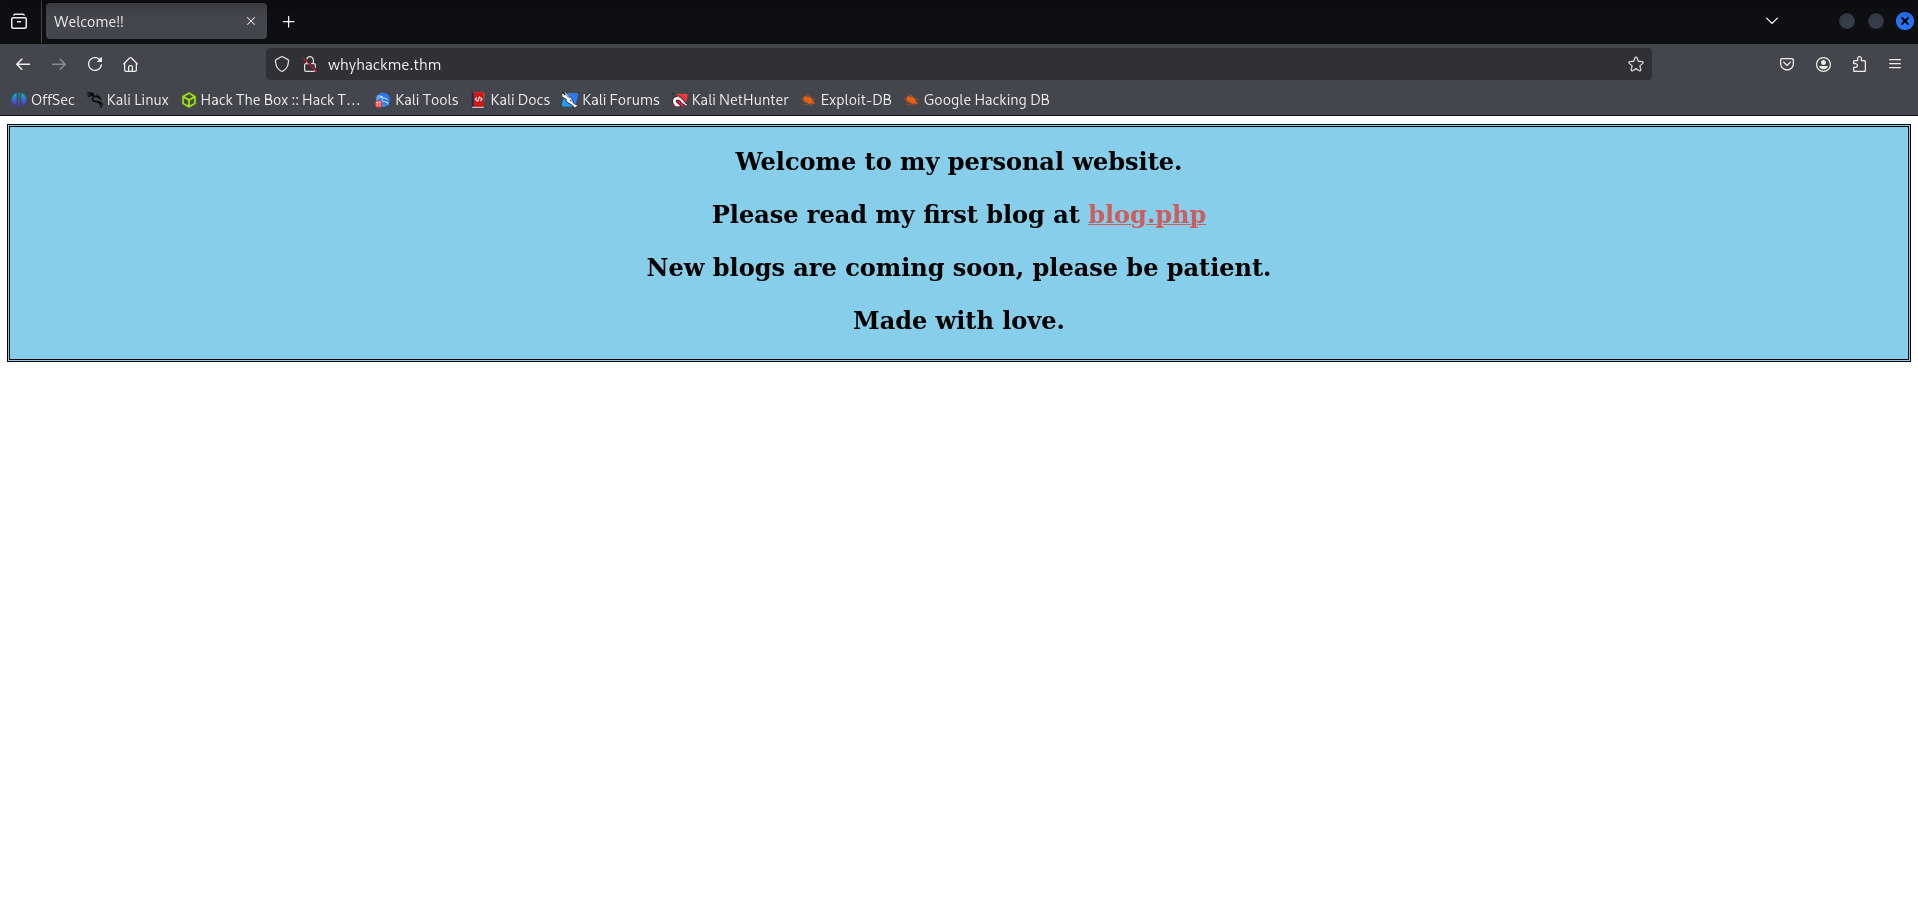 Welcome!!
whyhackme.thm
OffSec Kali Linux Hack The Box :: Hack T... Kali Tools Kali Docs Kali Forums Kali NetHunter Exploit-DB Google Hacking DB
Welcome to my personal website.
Please read my first blog at blog.php
New blogs are coming soon, please be patient.
Made with love.